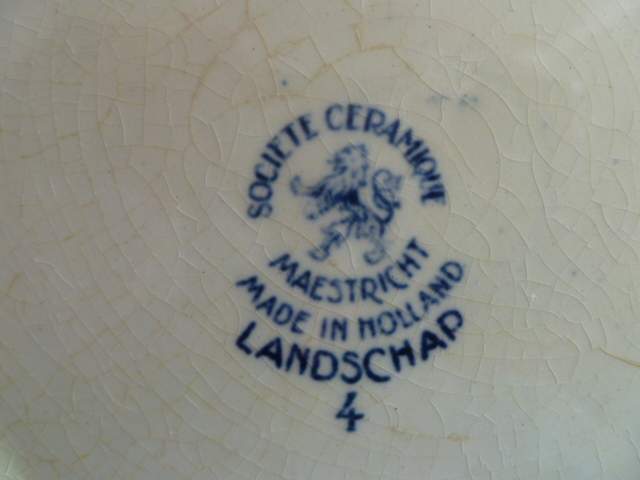 SOCIETE CERAMIQUE
MAESTRICHT
MADE IN HOLLAND
LANDSCHAP
4